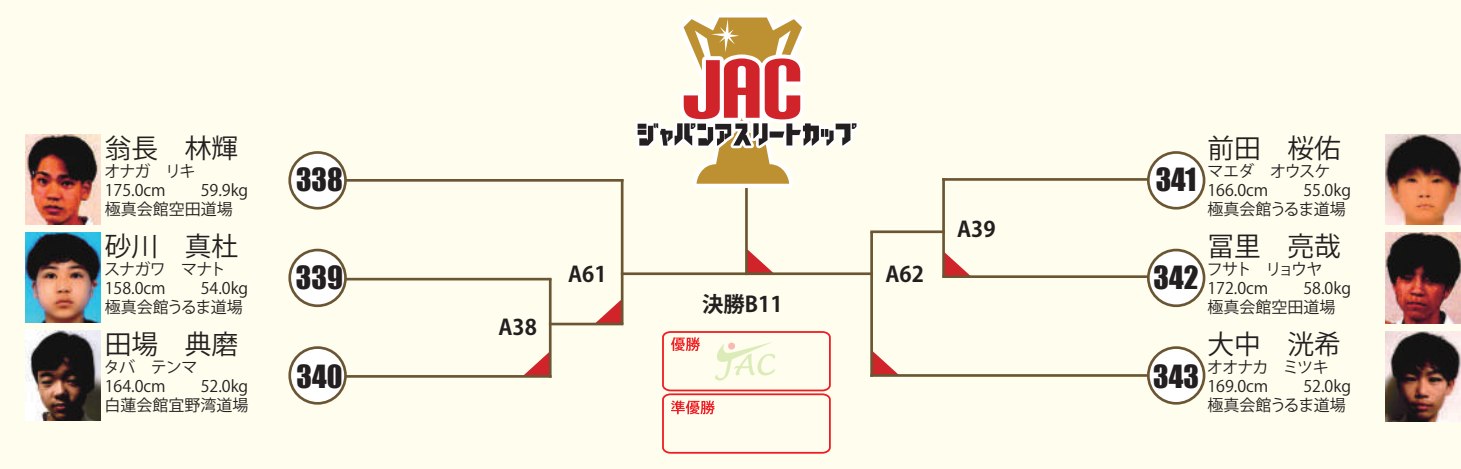 JAC
ジャパンアスリートカップ
翁長　林輝
オナガ　リキ
175.0cm　59.9kg
極真会館空田道場
338
砂川　真杜
スナガワ　マナト
158.0cm　54.0kg
極真会館うるま道場
339
田場　典磨
タバ　テンマ
164.0cm　52.0kg
白蓮会館宜野湾道場
340
A38
A61
決勝B11
優勝
JAC
準優勝
A62
A39
341
前田　桜佑
マエダ　オウスケ
166.0cm　55.0kg
極真会館うるま道場
342
冨里　亮哉
フサト　リョウヤ
172.0cm　58.0kg
極真会館空田道場
343
大中　洸希
オオナカ　ミツキ
169.0cm　52.0kg
極真会館うるま道場